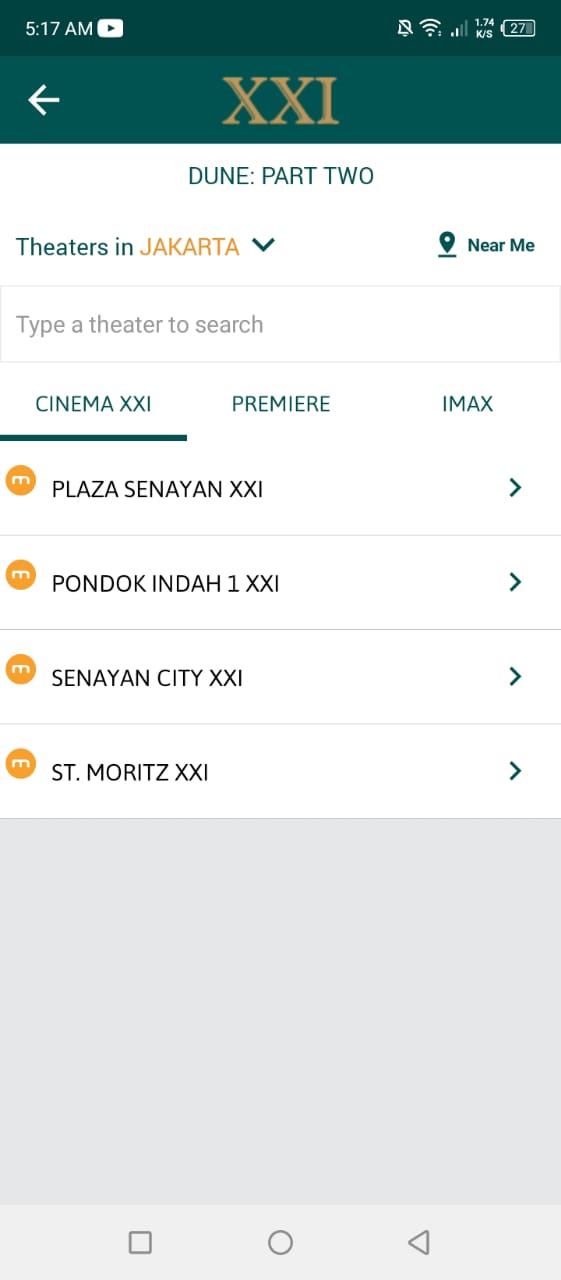 5:17 AM 1.74 K/S 27
XXI
DUNE: PART TWO
Theaters in JAKARTA Near Me
Type a theater to search
CINEMA XXI PREMIERE IMAX
m PLAZA SENAYAN XXI
m PONDOK INDAH 1 XXI
m SENAYAN CITY XXI
m ST. MORITZ XXI